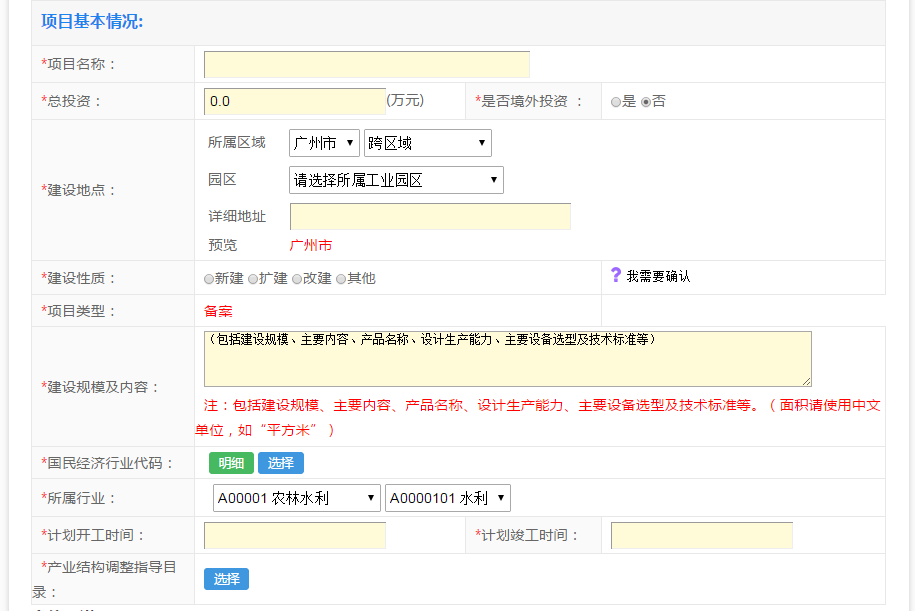 项目基本情况:
*项目名称：
*总投资： 0.0 (万元) *是否境外投资 ： 是 否
所属区域 广州市 跨区域
园区 请选择所属工业园区
*建设地点：
详细地址
预览 广州市
*建设性质： 新建 扩建 改建 其他 ? 我需要确认
*项目类型： 备案
（包括建设规模、主要内容、产品名称、设计生产能力、主要设备选型及技术标准等）
*建设规模及内容：
注：包括建设规模、主要内容、产品名称、设计生产能力、主要设备选型及技术标准等。（面积请使用中文
单位，如“平方米”）
*国民经济行业代码： 明细 选择
*所属行业： A00001 农林水利 A0000101 水利
*计划开工时间： *计划竣工时间：
*产业结构调整指导目
录： 选择